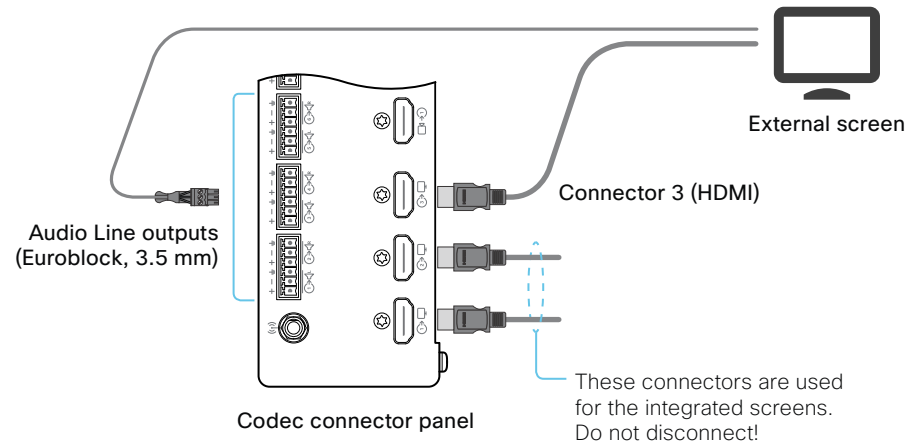 External screen
Connector 3 (HDMI)
Audio Line outputs
(Euroblock, 3.5 mm)
These connectors are used
for the integrated screens.
Do not disconnect!
Codec connector panel